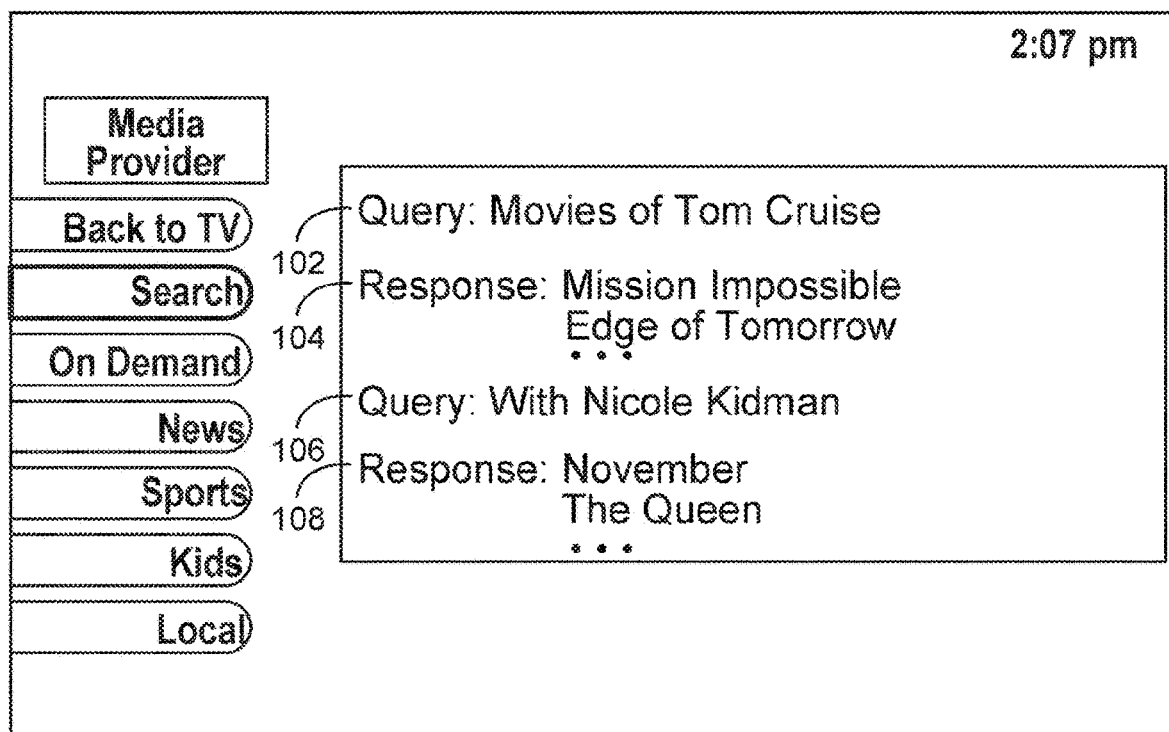 2:07 pm
Media
Provider
Back to TV
Search
On Demand
News
Sports
Kids
Local
Query: Movies of Tom Cruise
102
Response: Mission Impossible
104
Edge of Tomorrow
• • •
Query: With Nicole Kidman
106
Response: November
108
The Queen
• • •